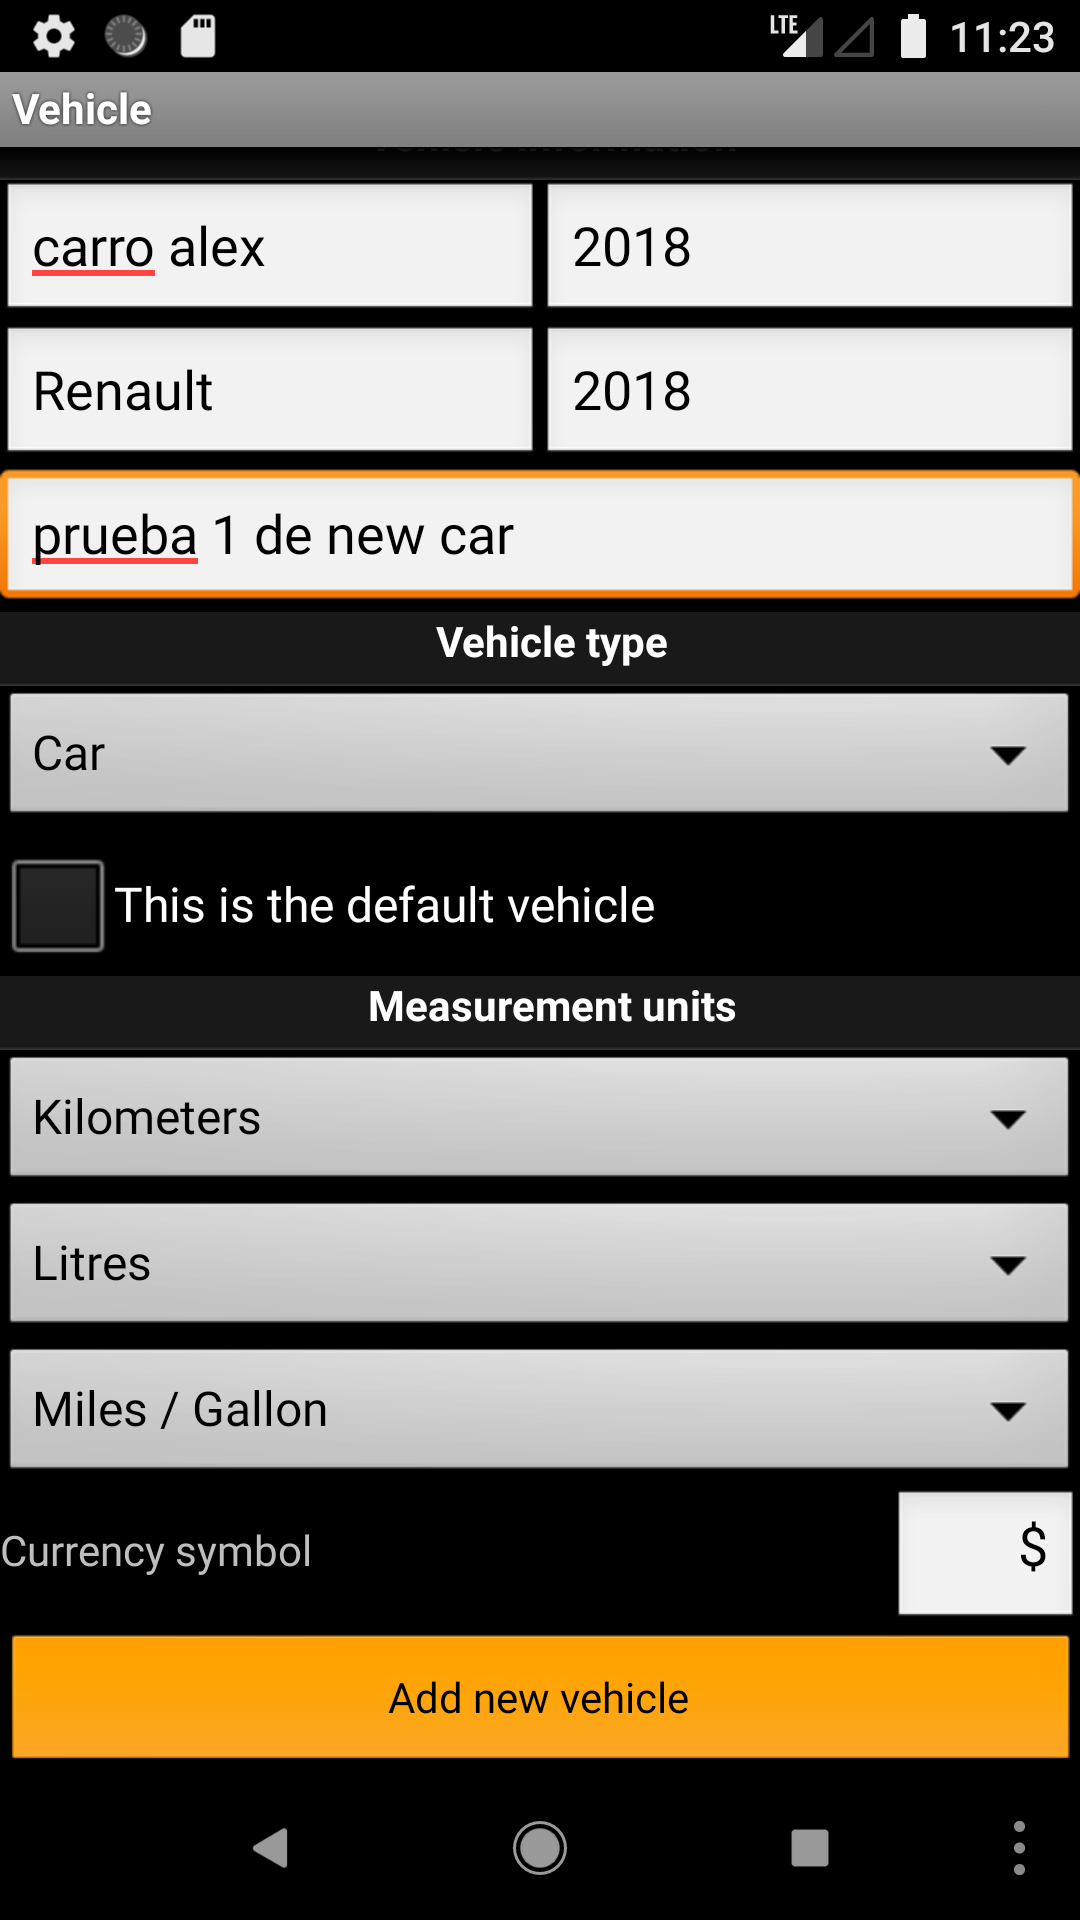 LTE 11:23
Vehicle
carro alex 2018
Renault 2018
prueba 1 de new car
Vehicle type
Car
This is the default vehicle
Measurement units
Kilometers
Litres
Miles / Gallon
Currency symbol $
Add new vehicle